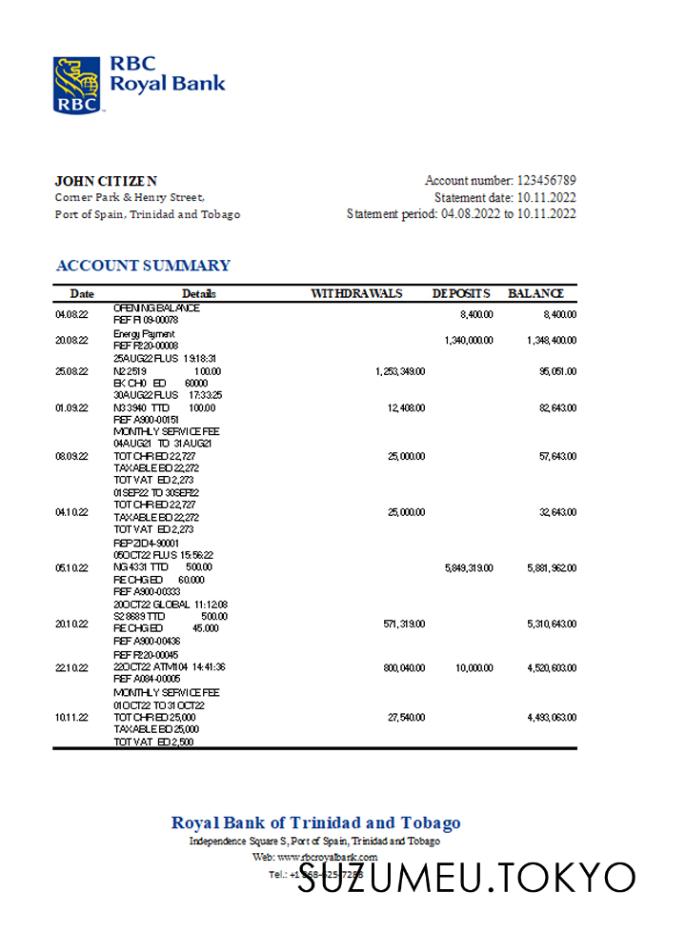 RBC
Royal Bank
RBC
JOHN CITIZEN
Corner Park & Henry Street,
Port of Spain, Trinidad and Tobago
Account number: 123456789
Statement date: 10.11.2022
Statement period: 04.08.2022 to 10.11.2022
ACCOUNT SUMMARY
Date Details WITHDRAWALS DEPOSITS BALANCE
OPENING BALANCE
04.08.22 8,400.00 8,400.00
REF FI 09-00078
Energy Payment
20.08.22 1,340,000.00 1,348,400.00
REF F220-00008
25AUG22 FLUS 19:18:31
25.08.22 N2 2519 100.00 1,253,349.00 95,051.00
EK CH0 ED 60000
30AUG22 FLUS 17:33:25
01.09.22 N3 3940 TTD 100.00 12,408.00 82,643.00
REF A900-00151
MONTHLY SERVICE FEE
04AUG21 TO 31AUG21
08.09.22 TOT CHR ED 22,727 25,000.00 57,643.00
TAXABLE BD 22,272
TOT VAT ED 2,273
01SEP22 TO 30SEP22
TOT CHR ED 22,727
04.10.22 25,000.00 32,643.00
TAXABLE BD 22,272
TOT VAT ED 2,273
REP ZID4-90001
05OCT22 FLUS 15:56:22
05.10.22 NG 4331 TTD 500.00 5,849,319.00 5,881,962.00
RE CHG ED 60.000
REF A900-00333
20OCT22 GLOBAL 11:12:08
S2 8689 TTD 500.00
20.10.22 571,319.00 5,310,643.00
RE CHG ED 45.000
REF A900-00436
REF F220-00045
22.10.22 22OCT22 ATM104 14:41:36 800,040.00 10,000.00 4,520,603.00
REF A084-00005
MONTHLY SERVICE FEE
01OCT22 TO 31OCT22
10.11.22 TOT CHR ED 25,000 27,540.00 4,493,063.00
TAXABLE BD 25,000
TOT VAT ED 2,500
Royal Bank of Trinidad and Tobago
Independence Square S, Port of Spain, Trinidad and Tobago
Web: www.rbcroyalbank.com
Tel.: +1 868-625-7288
SUZUMEU.TOKYO